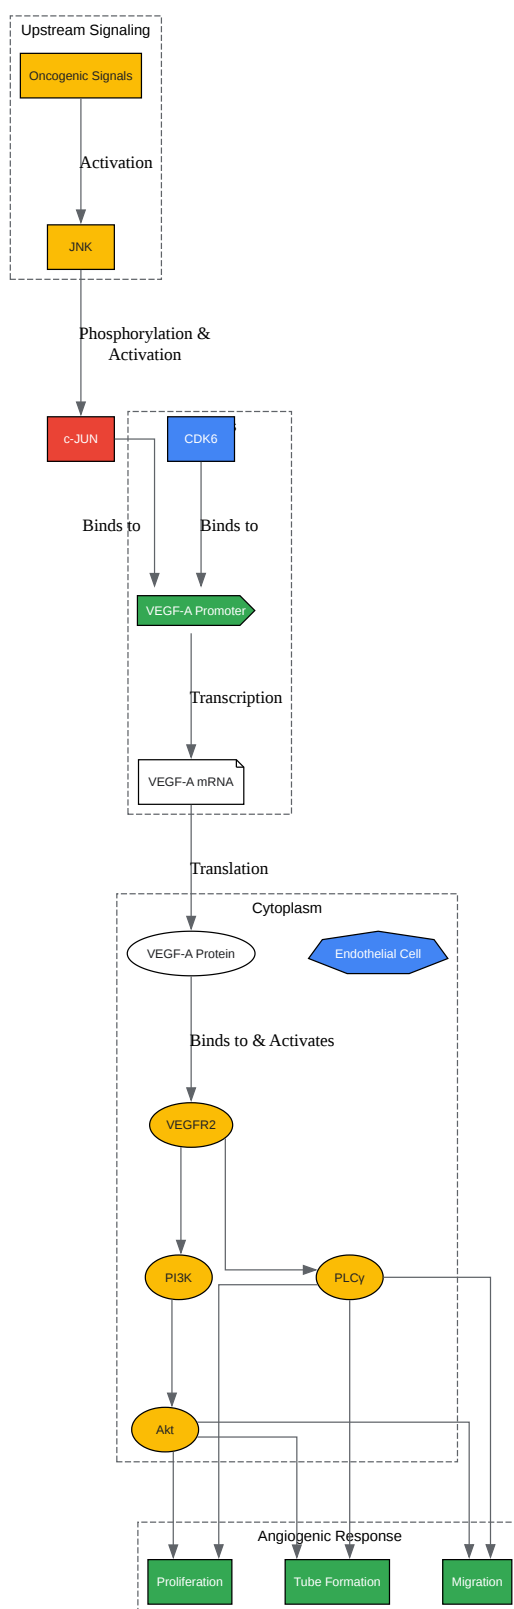 Upstream Signaling
Oncogenic Signals
Activation
JNK
Phosphorylation &
Activation
c-JUN
CDK6
Binds to
Binds to
VEGF-A Promoter
Transcription
VEGF-A mRNA
Translation
Cytoplasm
VEGF-A Protein
Endothelial Cell
Binds to & Activates
VEGFR2
PI3K
PLCγ
Akt
Angiogenic Response
Proliferation
Tube Formation
Migration